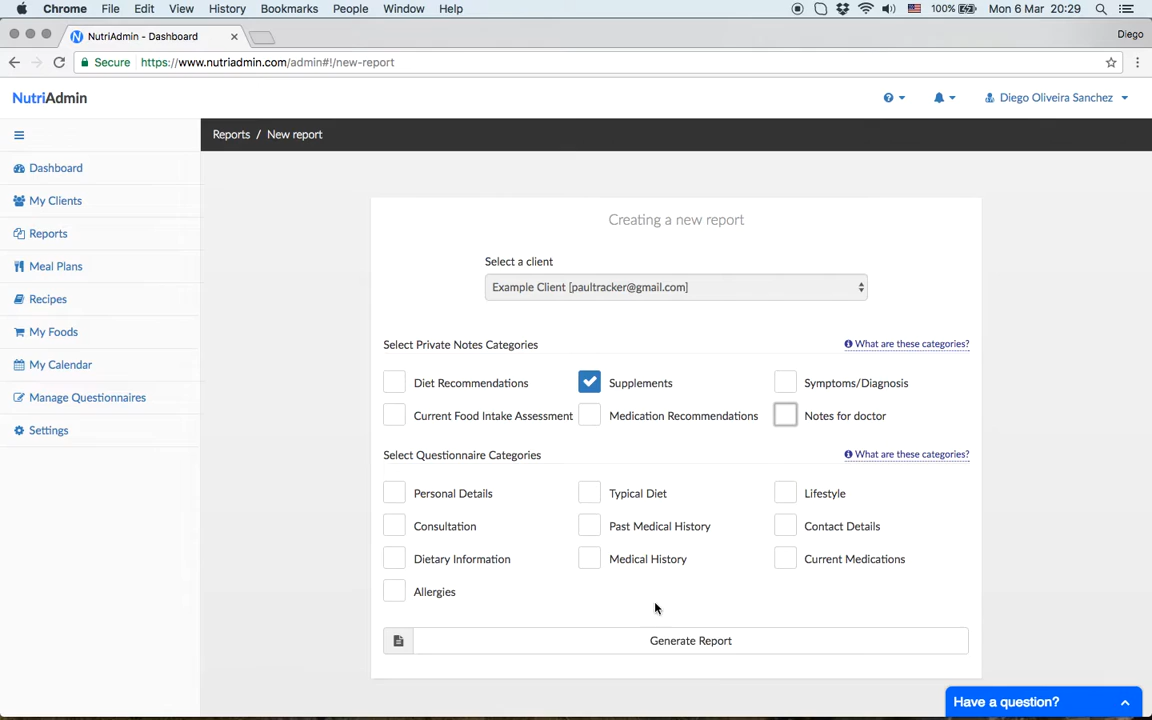 Chrome File Edit View History Bookmarks People Window Help 100% Mon 6 Mar 20:29
NutriAdmin - Dashboard
Diego
Secure https://www.nutriadmin.com/admin#!/new-report
NutriAdmin
Diego Oliveira Sanchez
Reports / New report
Dashboard
My Clients
Reports
Meal Plans
Recipes
My Foods
My Calendar
Manage Questionnaires
Settings
Creating a new report
Select a client
Example Client [paultracker@gmail.com]
Select Private Notes Categories What are these categories?
Diet Recommendations Supplements Symptoms/Diagnosis
Current Food Intake Assessment Medication Recommendations Notes for doctor
Select Questionnaire Categories What are these categories?
Personal Details Typical Diet Lifestyle
Consultation Past Medical History Contact Details
Dietary Information Medical History Current Medications
Allergies
Generate Report
Have a question?